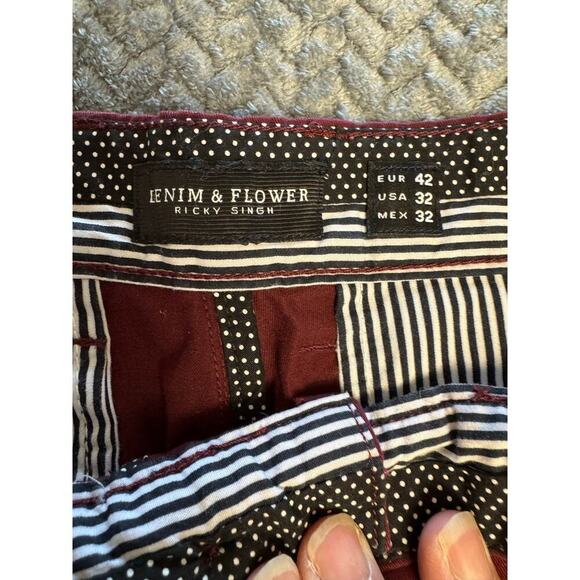 DENIM & FLOWER
RICKY SINGH
EUR 42
USA 32
MEX 32